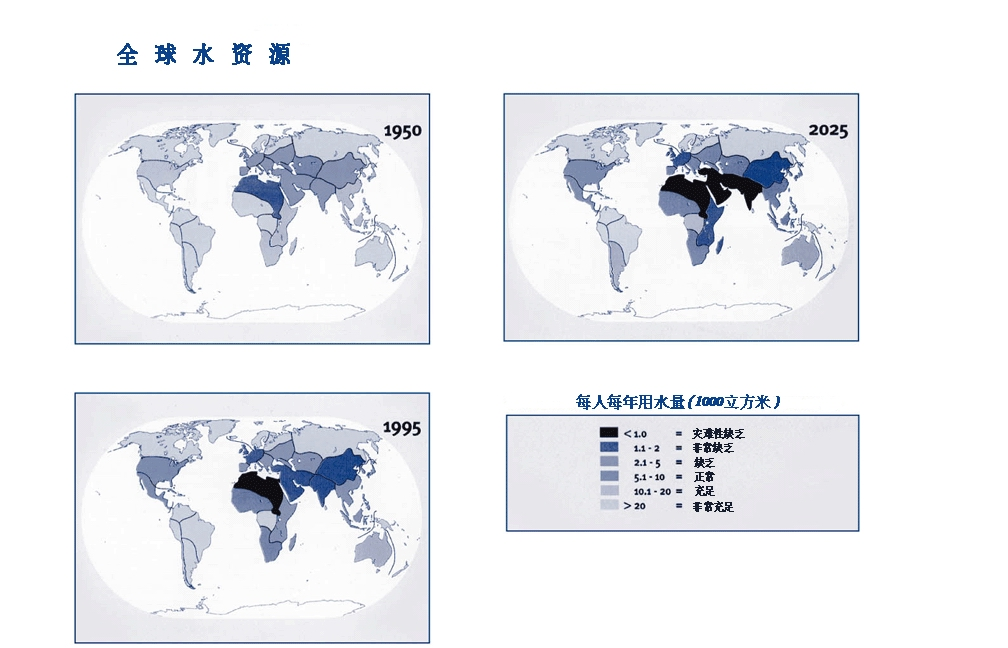 全球水资源
1950
2025
1995
每人每年用水量(1000立方米)
<1.0 = 灾难性缺乏
1.1 - 2 = 非常缺乏
2.1 - 5 = 缺乏
5.1 - 10 = 正常
10.1 - 20 = 充足
>20 = 非常充足